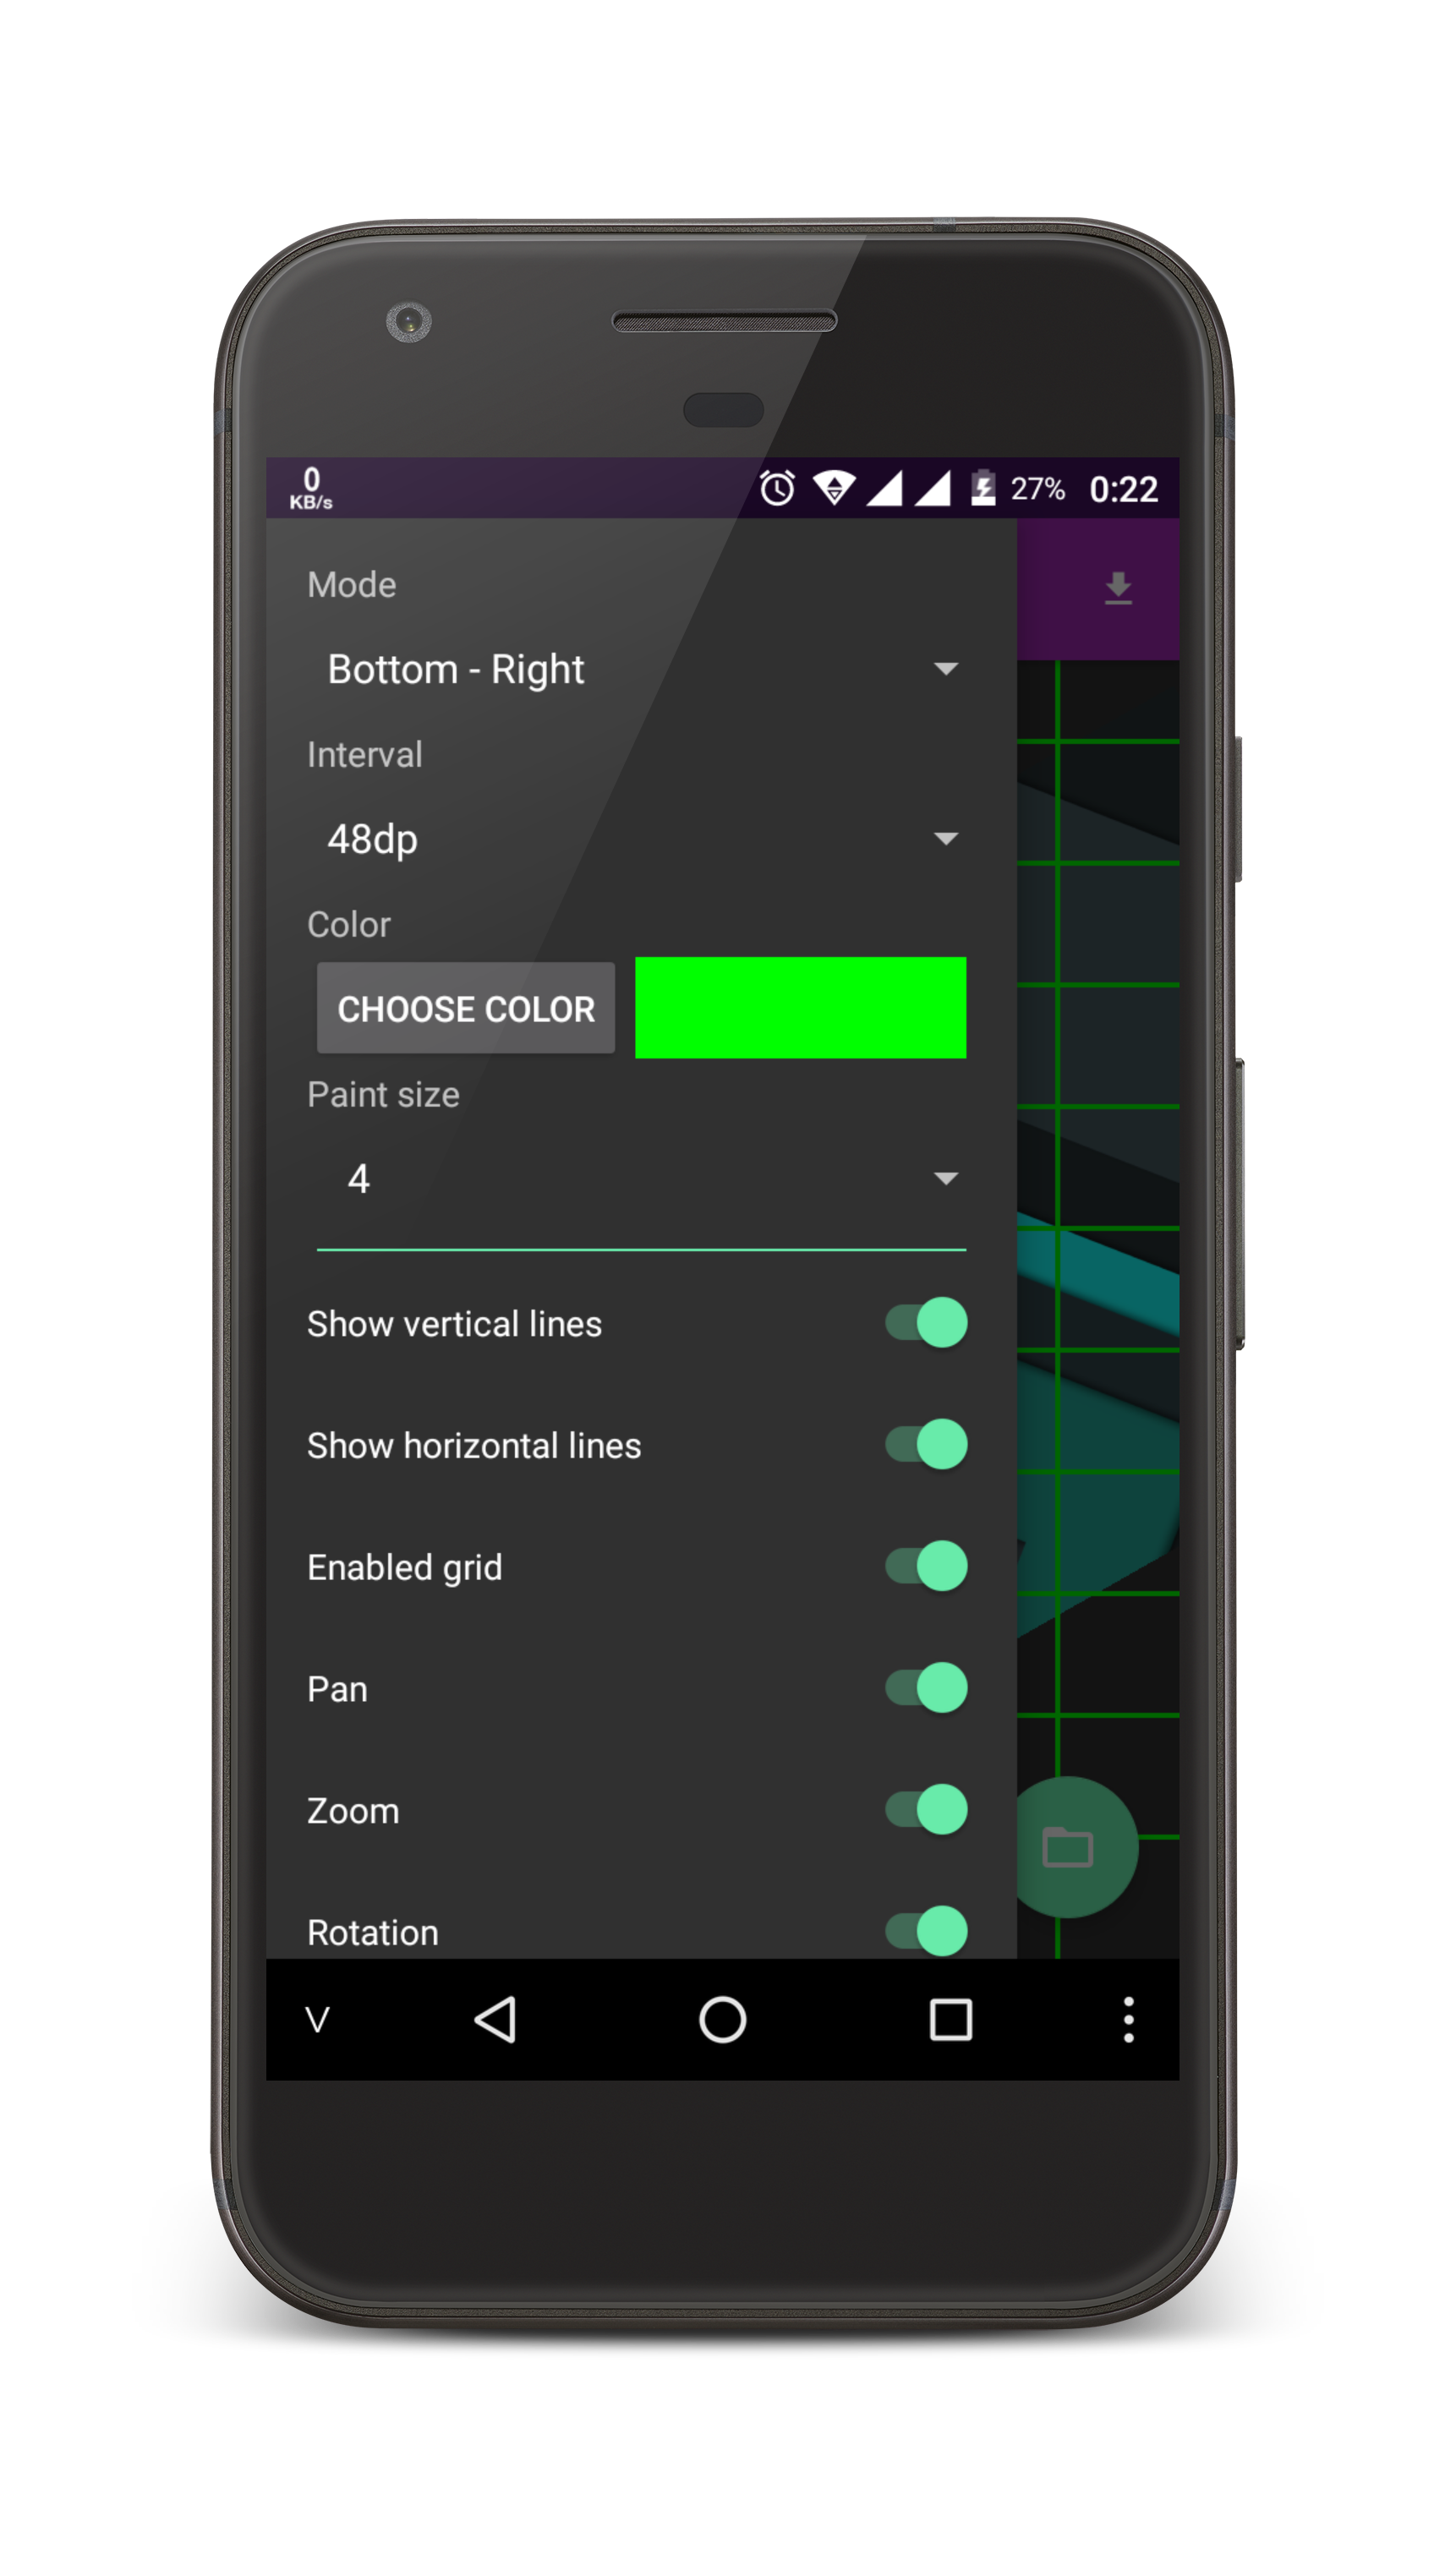 0
KB/s
27% 0:22
Mode
Bottom - Right
Interval
48dp
Color
CHOOSE COLOR
Paint size
4
Show vertical lines
Show horizontal lines
Enabled grid
Pan
Zoom
Rotation